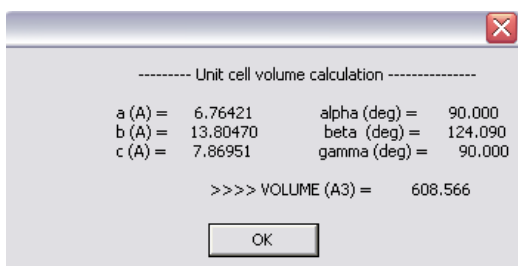 --------- Unit cell volume calculation ---------------
a (A) = 6.76421 alpha (deg) = 90.000
b (A) = 13.80470 beta (deg) = 124.090
c (A) = 7.86951 gamma (deg) = 90.000
>>>> VOLUME (A3) = 608.566
OK